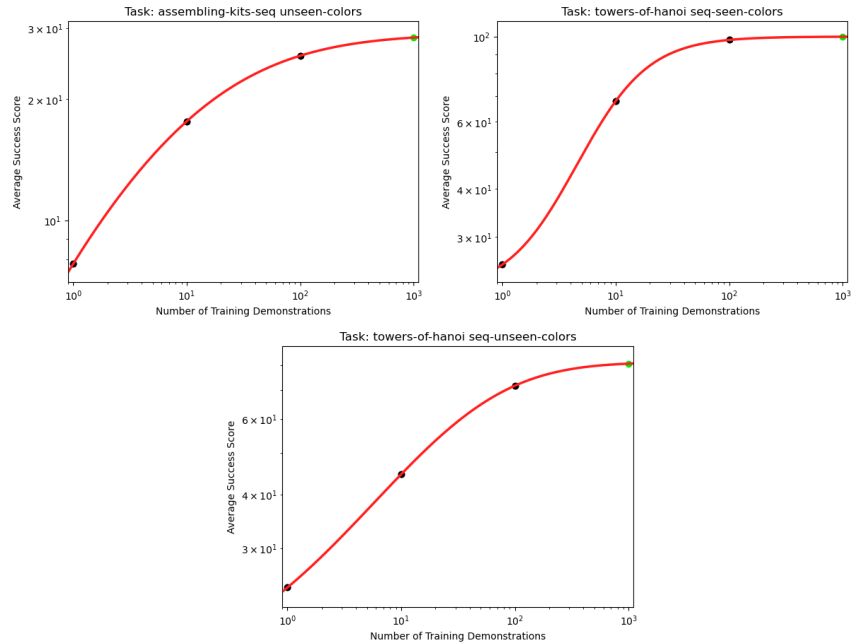 Task: assembling-kits-seq unseen-colors
3 × 10¹
2 × 10¹
10¹
Average Success Score
10⁰
10¹
10²
10³
Number of Training Demonstrations
Task: towers-of-hanoi seq-seen-colors
10²
6 × 10¹
4 × 10¹
3 × 10¹
Average Success Score
10⁰
10¹
10²
10³
Number of Training Demonstrations
Task: towers-of-hanoi seq-unseen-colors
6 × 10¹
4 × 10¹
3 × 10¹
Average Success Score
10⁰
10¹
10²
10³
Number of Training Demonstrations